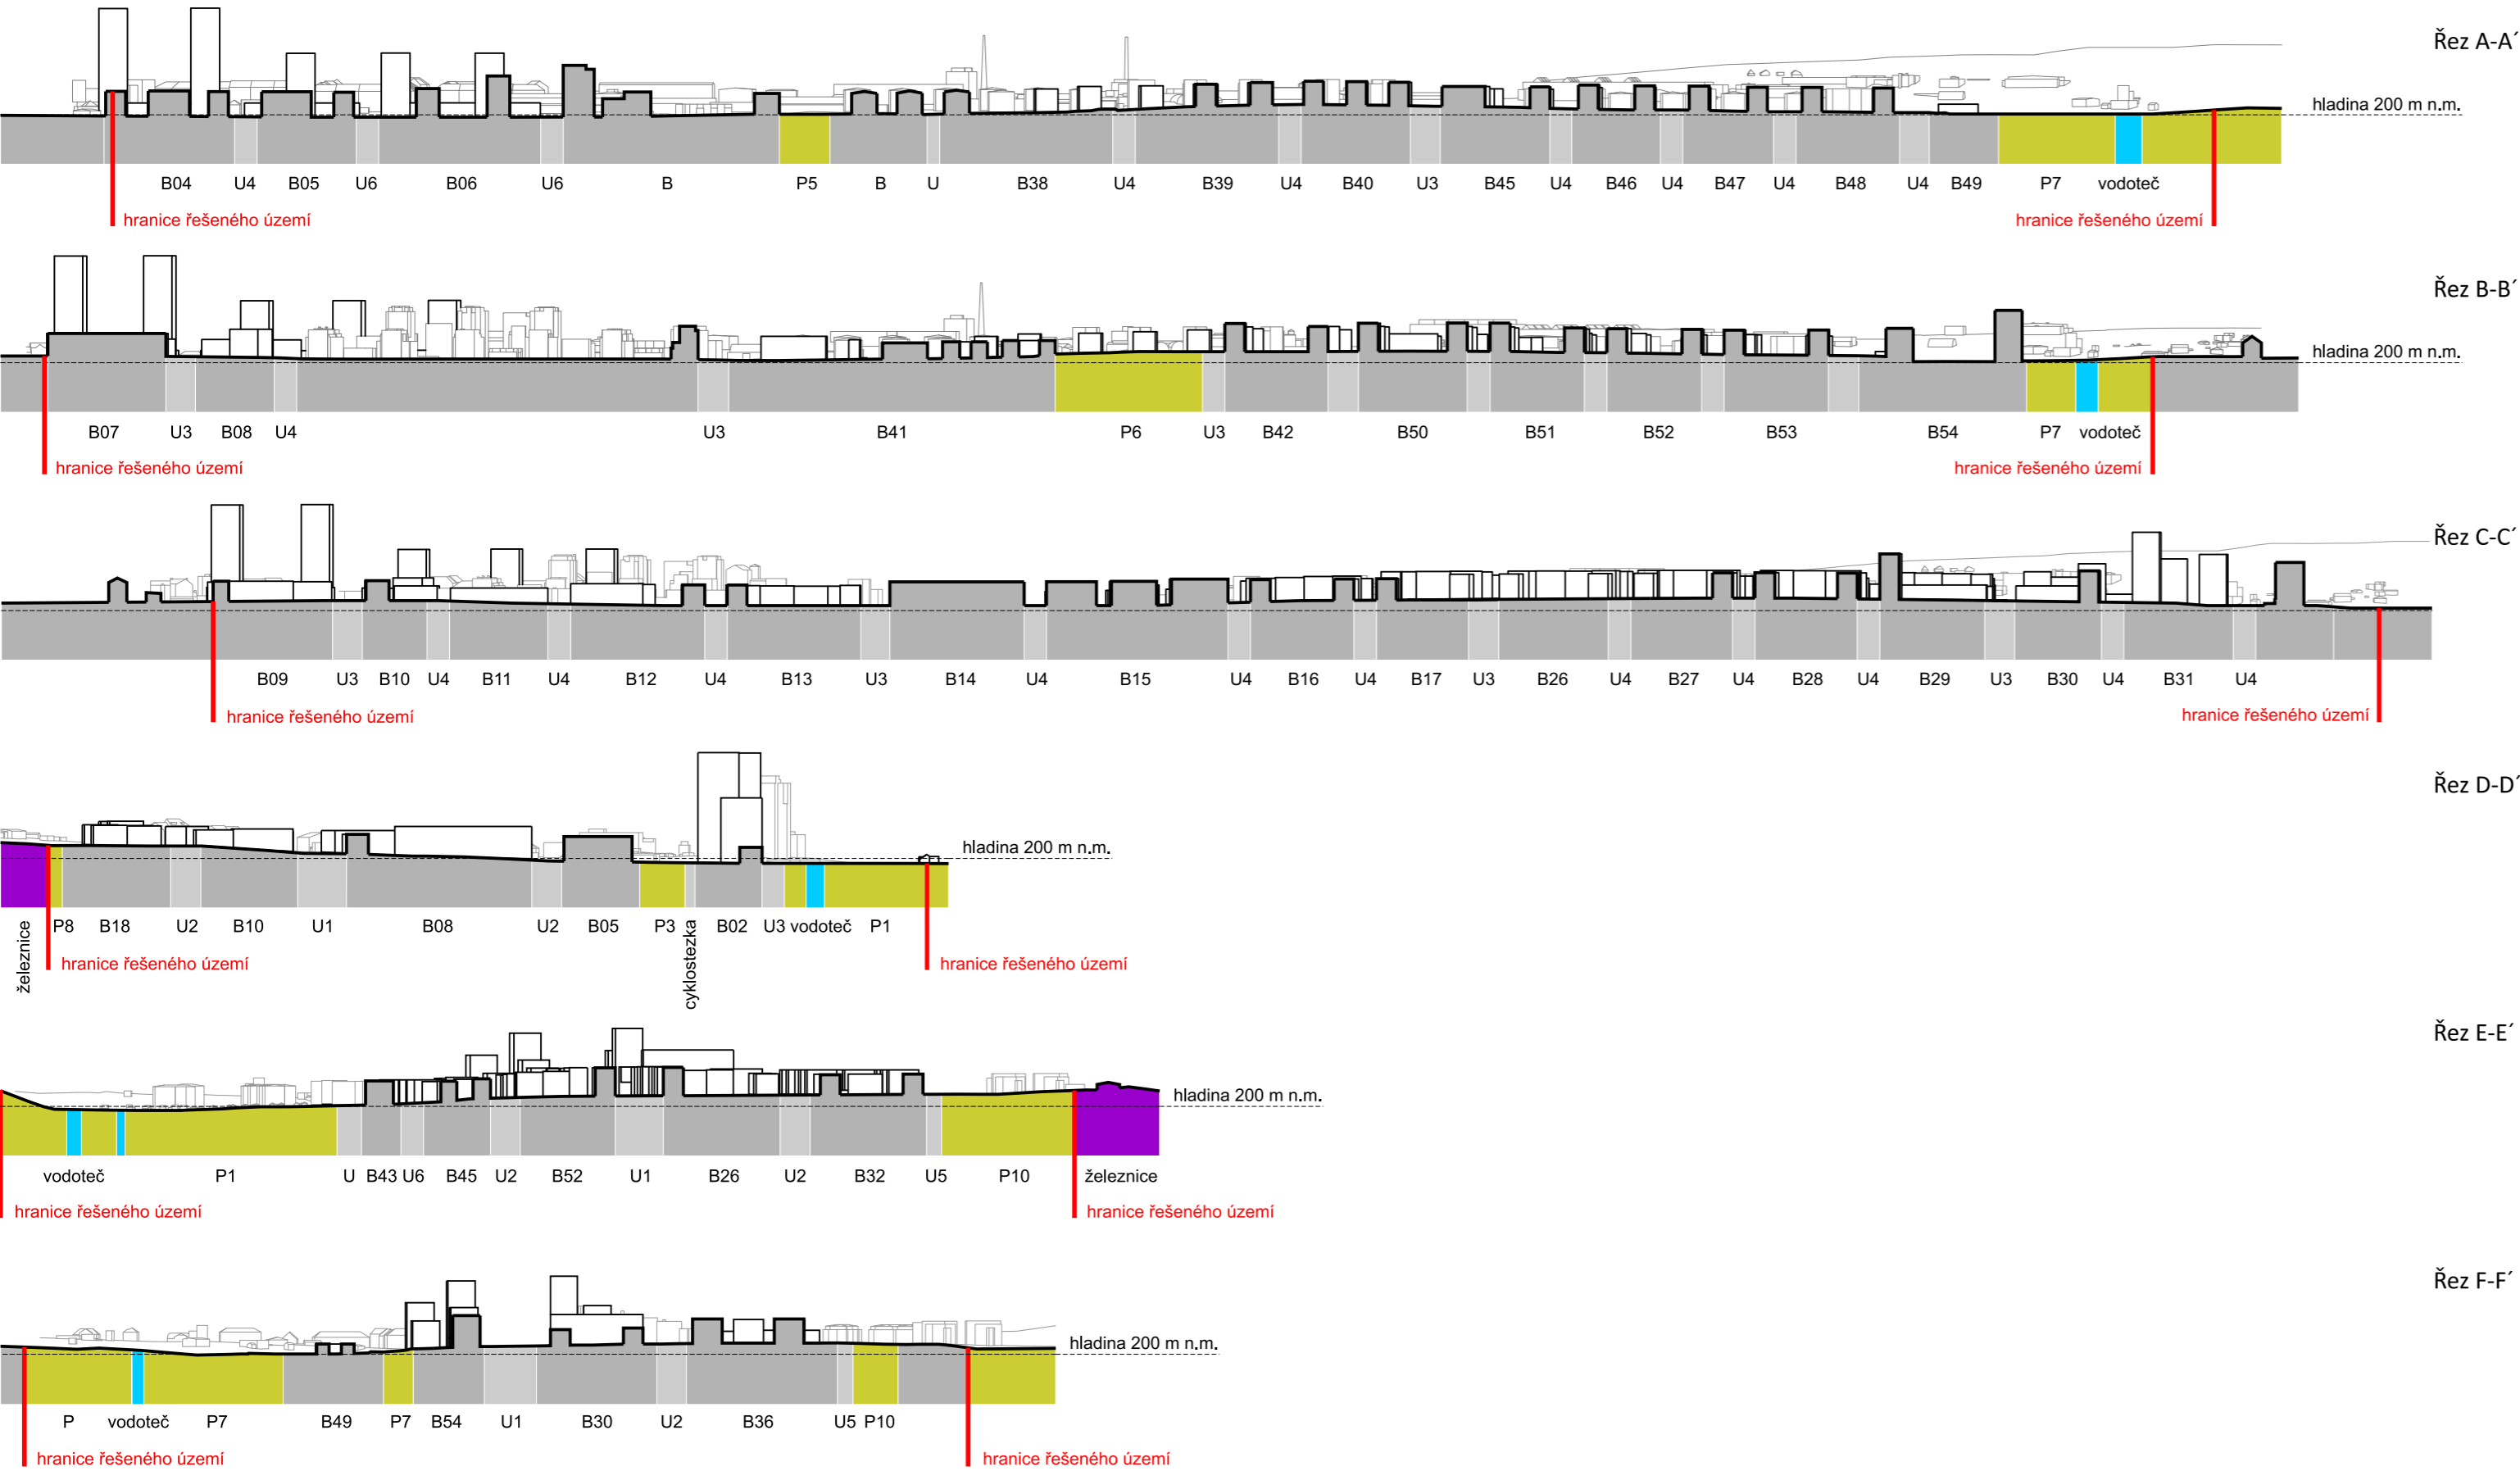 Řez A-A´
hladina 200 m n.m.
B04 U4 B05 U6 B06 U6 B P5 B U B38 U4 B39 U4 B40 U3 B45 U4 B46 U4 B47 U4 B48 U4 B49 P7 vodoteč
hranice řešeného území hranice řešeného území
Řez B-B´
hladina 200 m n.m.
B07 U3 B08 U4 U3 B41 P6 U3 B42 B50 B51 B52 B53 B54 P7 vodoteč
hranice řešeného území hranice řešeného území
Řez C-C´
B09 U3 B10 U4 B11 U4 B12 U4 B13 U3 B14 U4 B15 U4 B16 U4 B17 U3 B26 U4 B27 U4 B28 U4 B29 U3 B30 U4 B31 U4
hranice řešeného území hranice řešeného území
Řez D-D´
hladina 200 m n.m.
železnice P8 B18 U2 B10 U1 B08 U2 B05 P3 cyklostezka B02 U3 vodoteč P1
hranice řešeného území hranice řešeného území
Řez E-E´
hladina 200 m n.m.
vodoteč P1 U B43 U6 B45 U2 B52 U1 B26 U2 B32 U5 P10 železnice
hranice řešeného území hranice řešeného území
Řez F-F´
hladina 200 m n.m.
P vodoteč P7 B49 P7 B54 U1 B30 U2 B36 U5 P10
hranice řešeného území hranice řešeného území